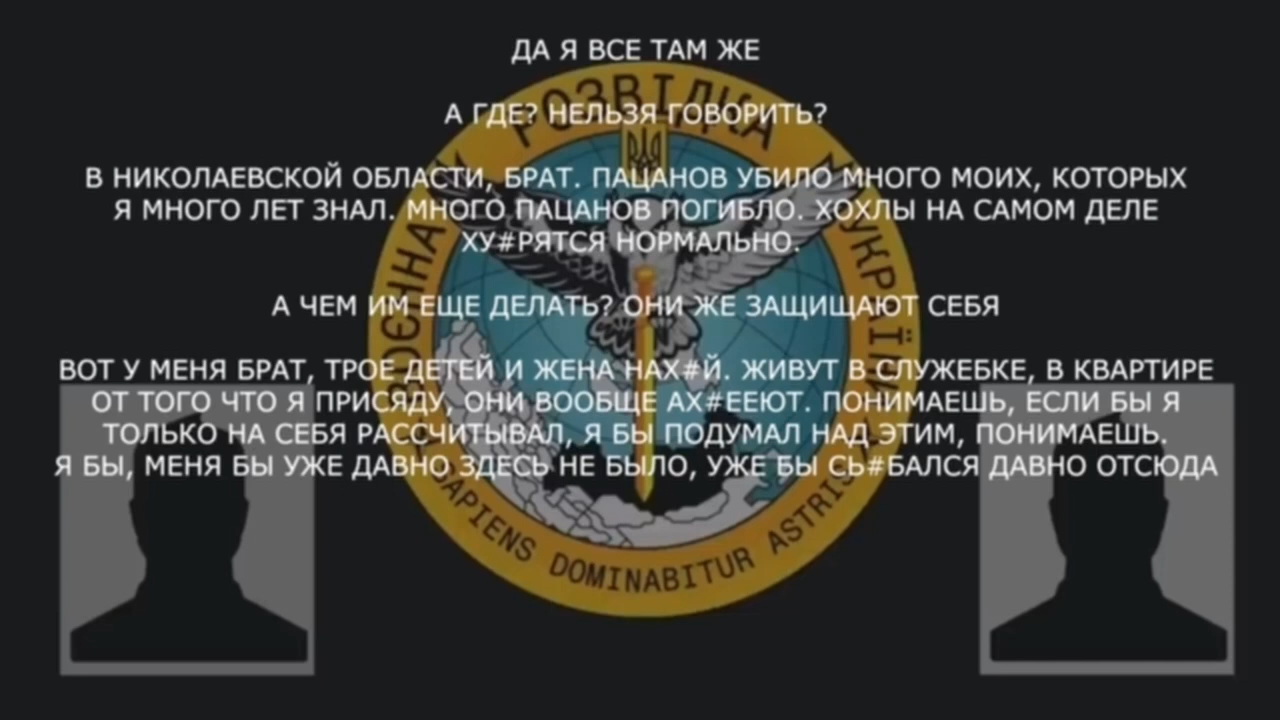 ДА Я ВСЕ ТАМ ЖЕ
А ГДЕ? НЕЛЬЗЯ ГОВОРИТЬ?
В НИКОЛАЕВСКОЙ ОБЛАСТИ, БРАТ. ПАЦАНОВ УБИЛО МНОГО МОИХ, КОТОРЫХ
Я МНОГО ЛЕТ ЗНАЛ. МНОГО ПАЦАНОВ ПОГИБЛО. ХОХЛЫ НА САМОМ ДЕЛЕ
ХУ#РЯТСЯ НОРМАЛЬНО.
А ЧЕМ ИМ ЕЩЕ ДЕЛАТЬ? ОНИ ЖЕ ЗАЩИЩАЮТ СЕБЯ
ВОТ У МЕНЯ БРАТ, ТРОЕ ДЕТЕЙ И ЖЕНА НАХ#Й. ЖИВУТ В СЛУЖЕБКЕ, В КВАРТИРЕ
ОТ ТОГО ЧТО Я ПРИСЯДУ, ОНИ ВООБЩЕ АХ#ЕЕЮТ. ПОНИМАЕШЬ, ЕСЛИ БЫ Я
ТОЛЬКО НА СЕБЯ РАССЧИТЫВАЛ, Я БЫ ПОДУМАЛ НАД ЭТИМ, ПОНИМАЕШЬ.
Я БЫ, МЕНЯ БЫ УЖЕ ДАВНО ЗДЕСЬ НЕ БЫЛО, УЖЕ БЫ СЬ#БАЛСЯ ДАВНО ОТСЮДА
ВОЄННА РОЗВІДКА УКРАЇНИ
SAPIENS DOMINABITUR ASTRIS